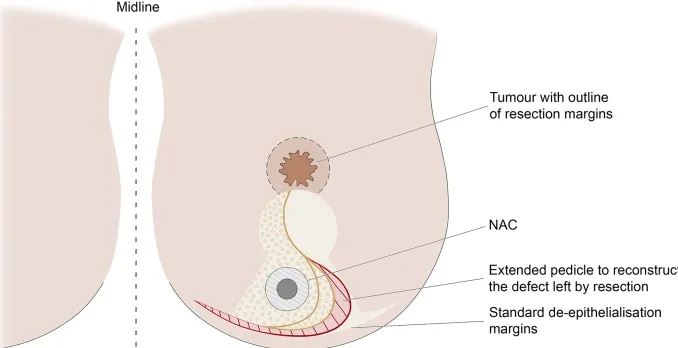 Midline
Tumour with outline
of resection margins
NAC
Extended pedicle to reconstruct
the defect left by resection
Standard de-epithelialisation
margins